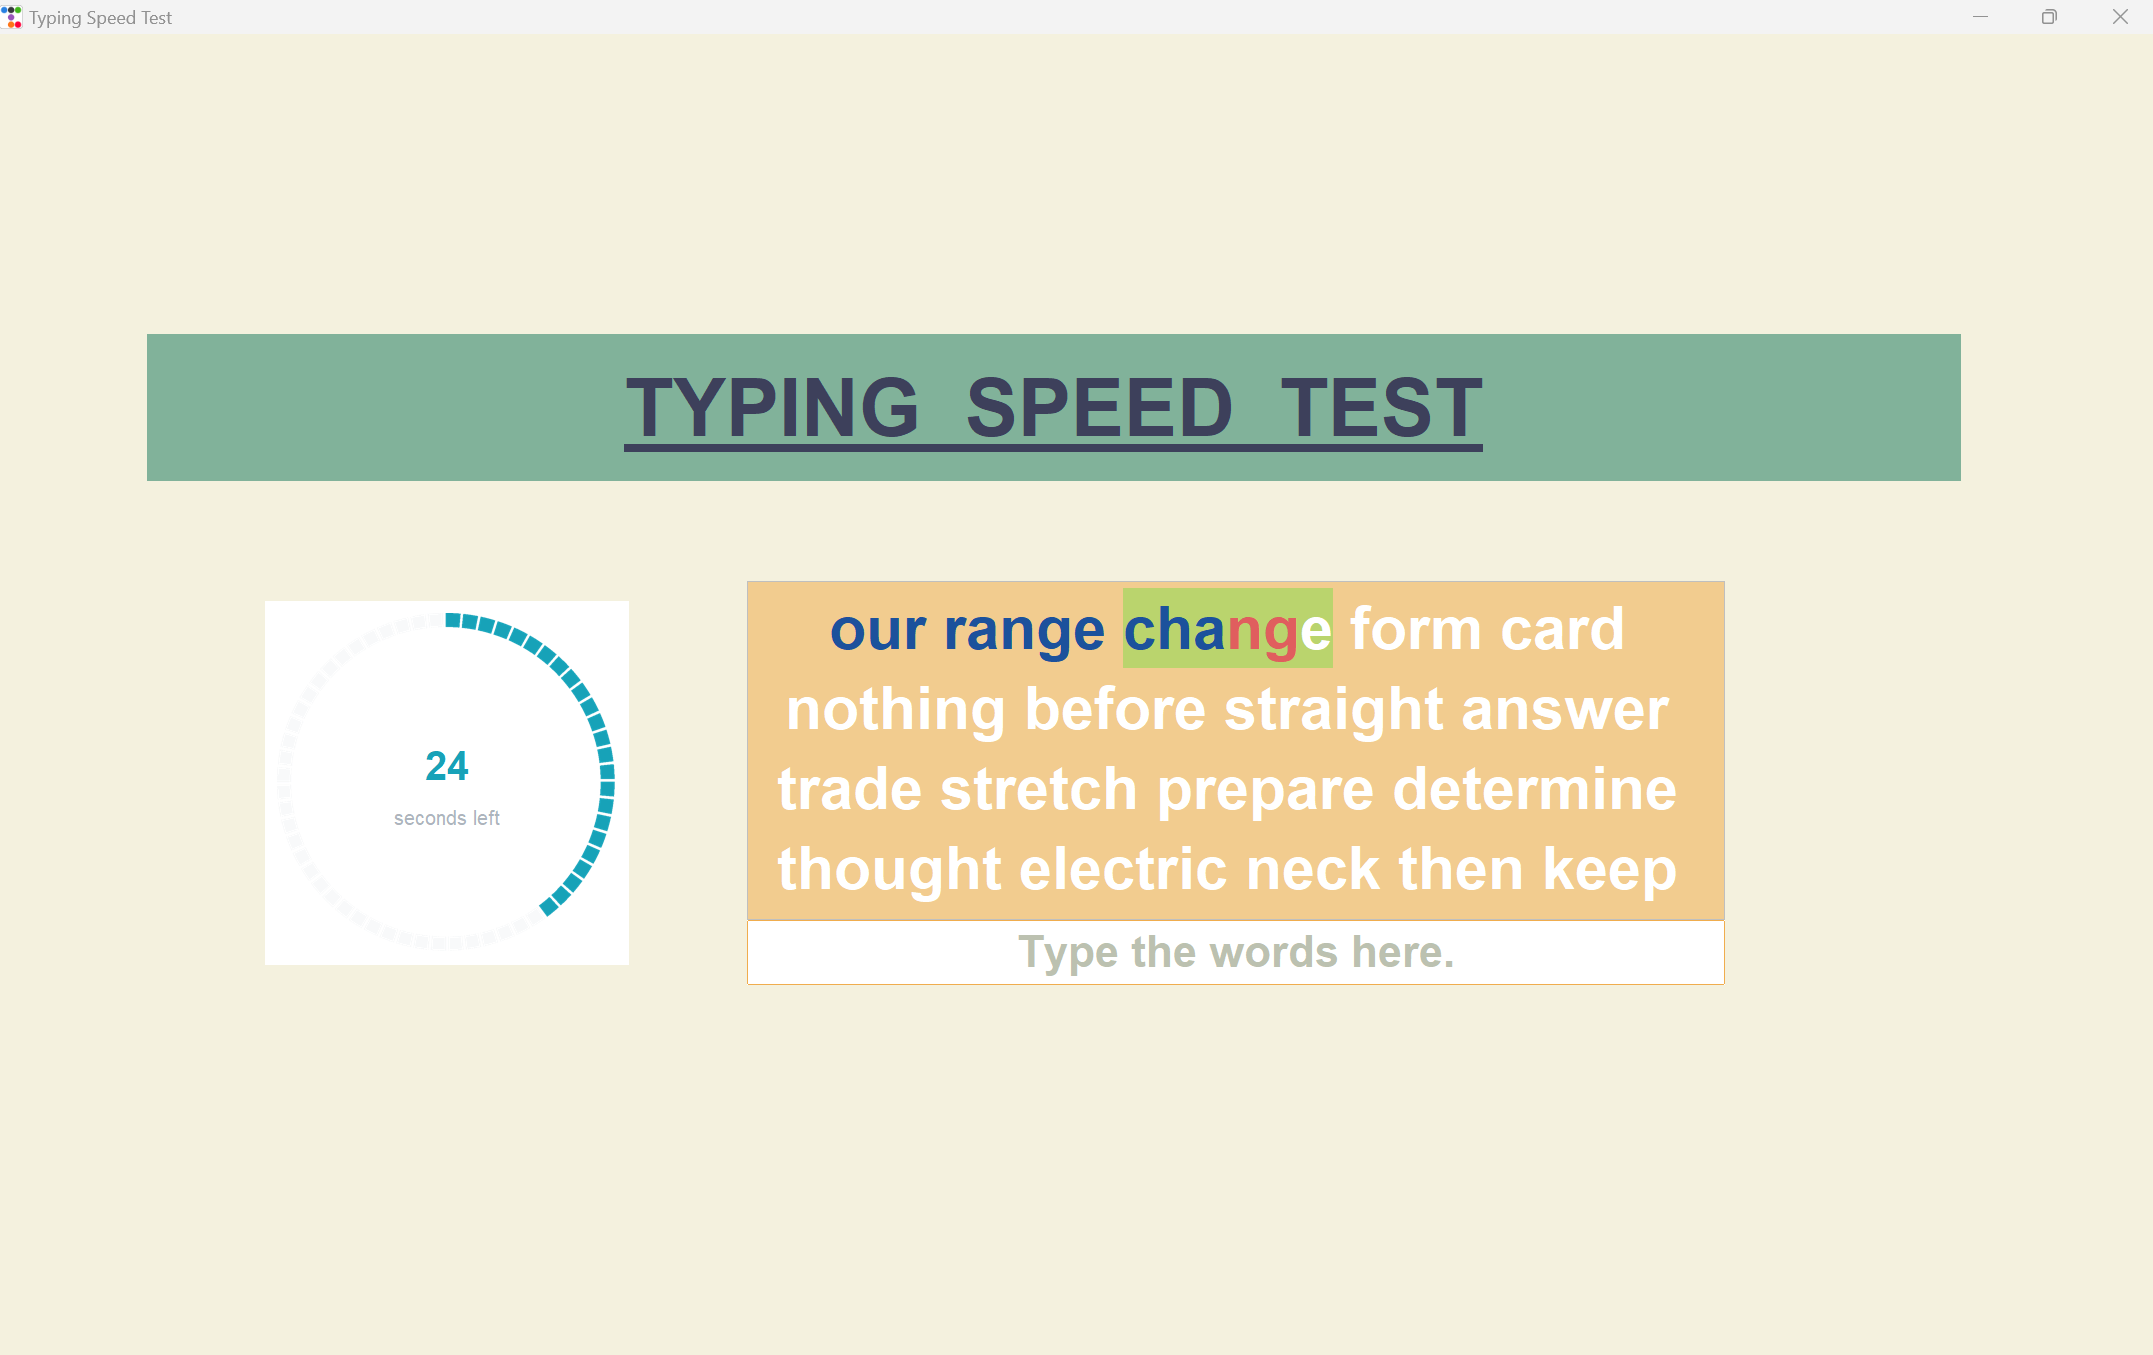 Typing Speed Test
TYPING SPEED TEST
24
seconds left
our range change form card
nothing before straight answer
trade stretch prepare determine
thought electric neck then keep
Type the words here.